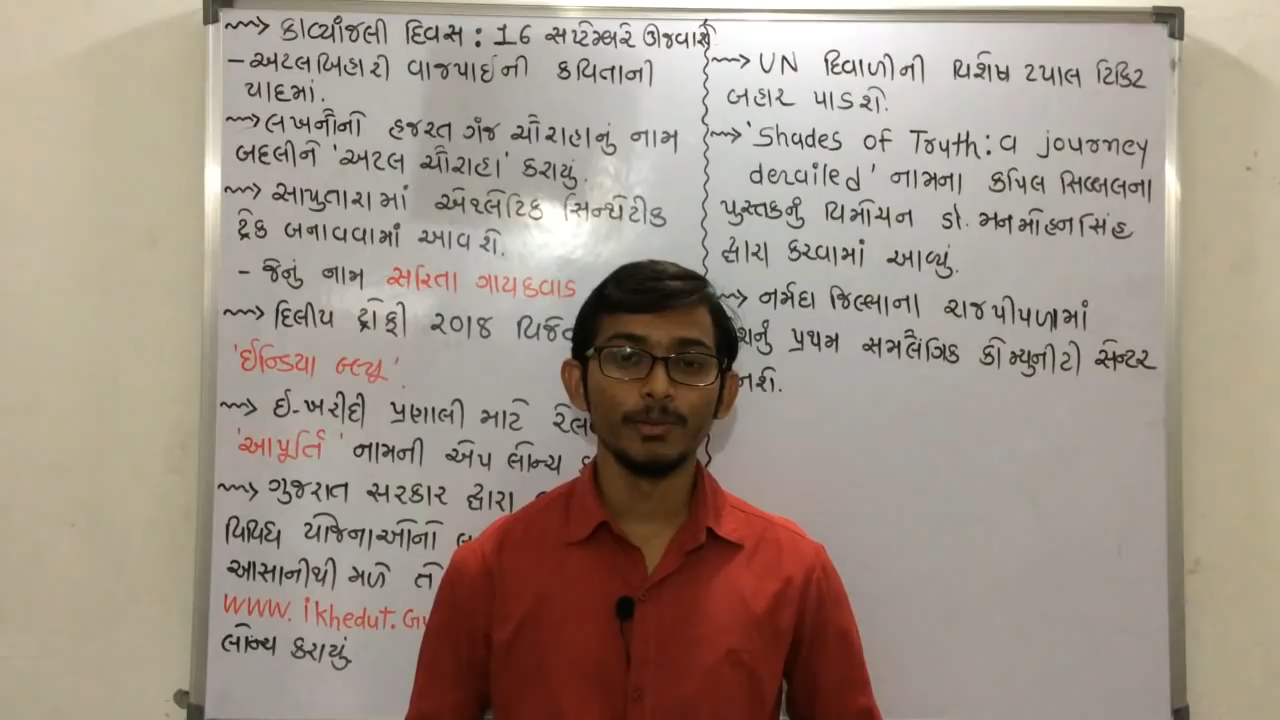 કાવ્યાંજલી દિવસ : 16 સપ્ટેમ્બરે ઊજવાશે
- અટલબિહારી વાજપાઈની કવિતાની
યાદમાં.
લખનૌનો હજરત ગંજ ચૌરાહાનું નામ
બદલીને 'અટલ ચૌરાહા' કરાયું.
સાપુતારામાં એથ્લેટિક સિન્થેટીક
ટ્રેક બનાવવામાં આવશે.
- જેનું નામ સરિતા ગાયકવાડ
દિલીપ ટ્રોફી ૨૦૧૪
'ઈન્ડિયા બ્લ્યૂ'.
ઈ-ખરીદી પ્રણાલી માટે
'આપૂર્તિ' નામની એપ લોન્ચ
ગુજરાત સરકાર દ્વારા
વિવિધ યોજનાઓનો
આસાનીથી મળે તે
www.ikhedut.Gu
લોન્ચ કરાયું
UN દિવાળીની વિશેષ ટપાલ ટિકિટ
બહાર પાડશે.
'Shades of Truth: a journey
derailed' નામના કપિલ સિબ્બલના
પુસ્તકનું વિમોચન ડો. મનમોહનસિંહ
દ્વારા કરવામાં આવ્યું.
નર્મદા જિલ્લાના રાજપીપળામાં
શનું પ્રથમ સમલૈંગિક કોમ્યુનીટી સેન્ટર
નશે.